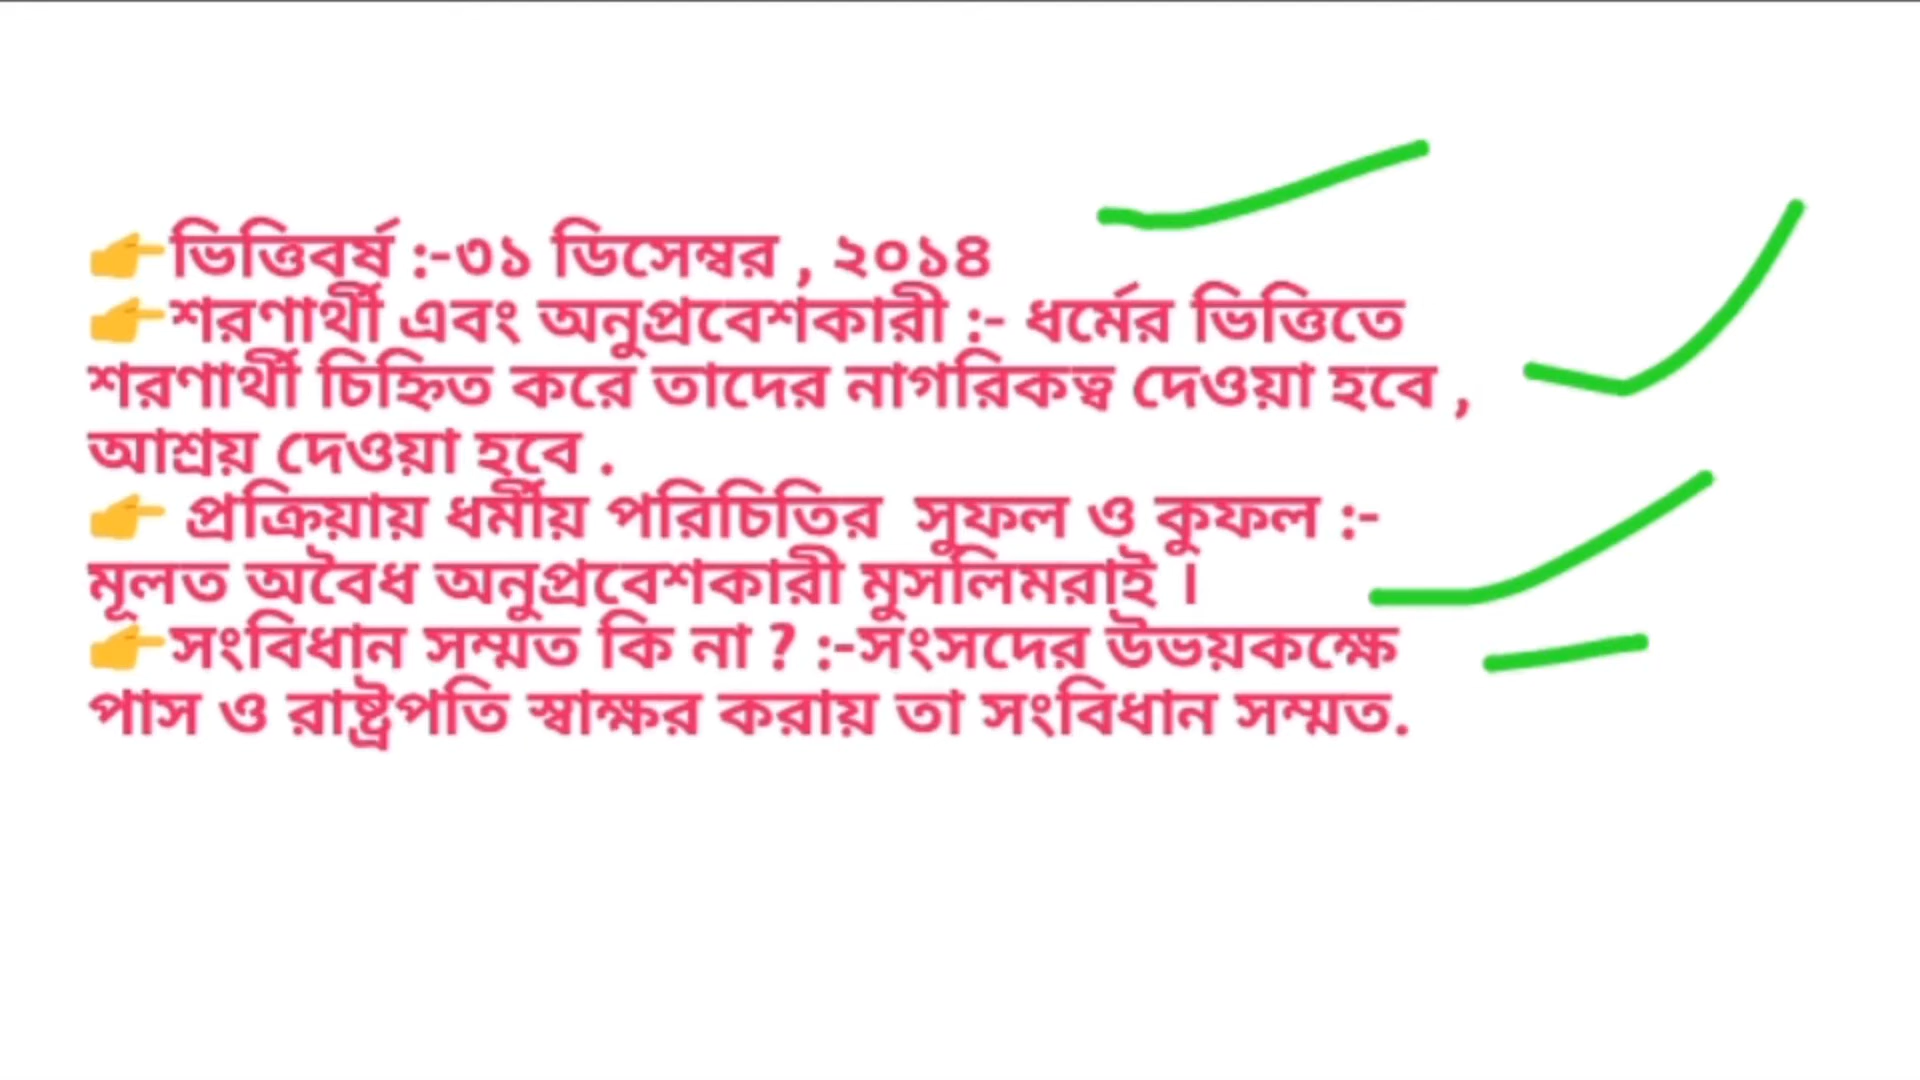 👉ভিত্তিবর্ষ :-৩১ ডিসেম্বর , ২০১৪
👉শরণার্থী এবং অনুপ্রবেশকারী :- ধর্মের ভিত্তিতে
শরণার্থী চিহ্নিত করে তাদের নাগরিকত্ব দেওয়া হবে ,
আশ্রয় দেওয়া হবে .
👉 প্রক্রিয়ায় ধর্মীয় পরিচিতির সুফল ও কুফল :-
মূলত অবৈধ অনুপ্রবেশকারী মুসলিমরাই ।
👉সংবিধান সম্মত কি না ? :-সংসদের উভয়কক্ষে
পাস ও রাষ্ট্রপতি স্বাক্ষর করায় তা সংবিধান সম্মত.